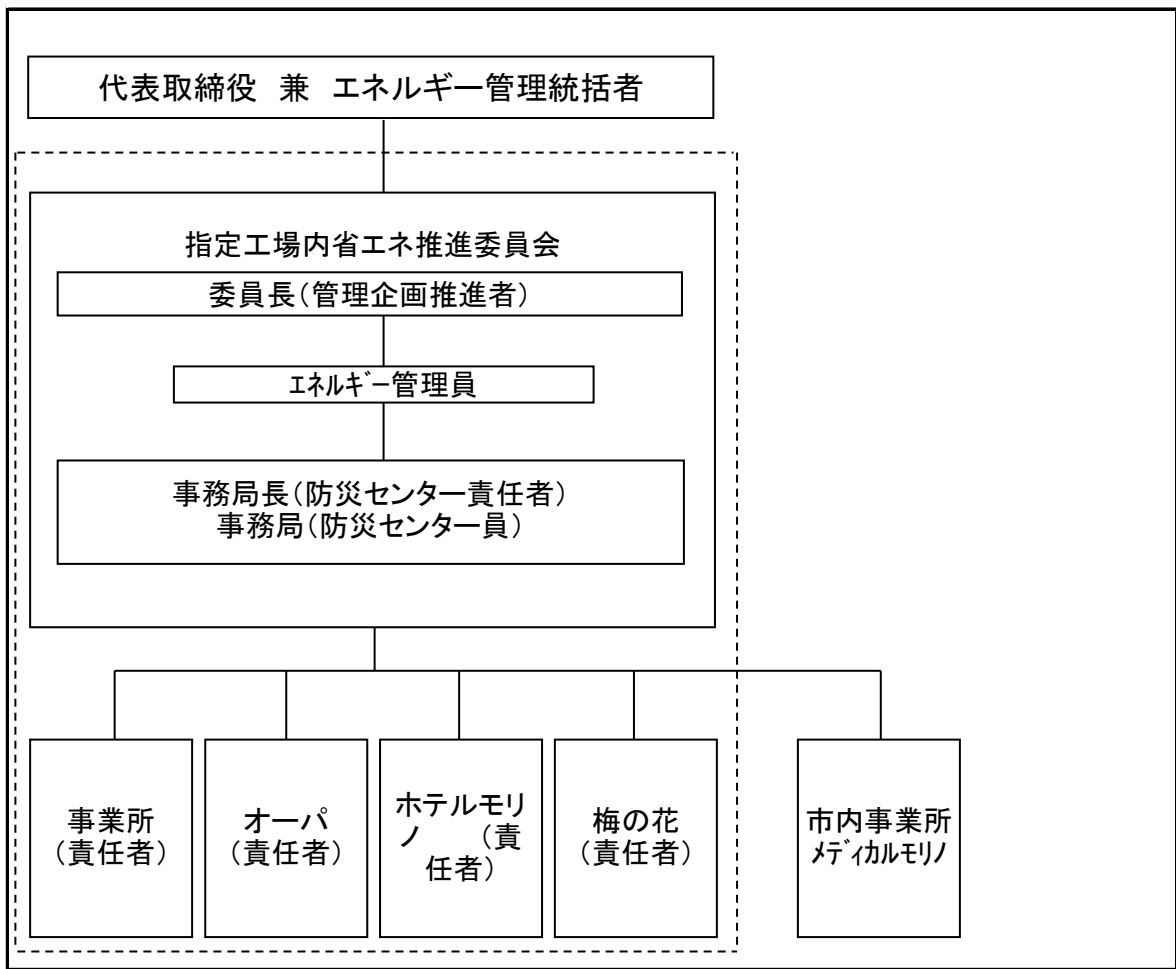 代表取締役 兼 エネルギー管理統括者
指定工場内省エネ推進委員会
委員長(管理企画推進者)
ｴﾈﾙｷﾞｰ管理員
事務局長(防災センター責任者)
事務局(防災センター員)
事業所
(責任者)
オーパ
(責任者)
ホテルモリ
ノ　　(責
任者)
梅の花
(責任者)
市内事業所
ﾒﾃﾞｨｶﾙﾓﾘﾉ